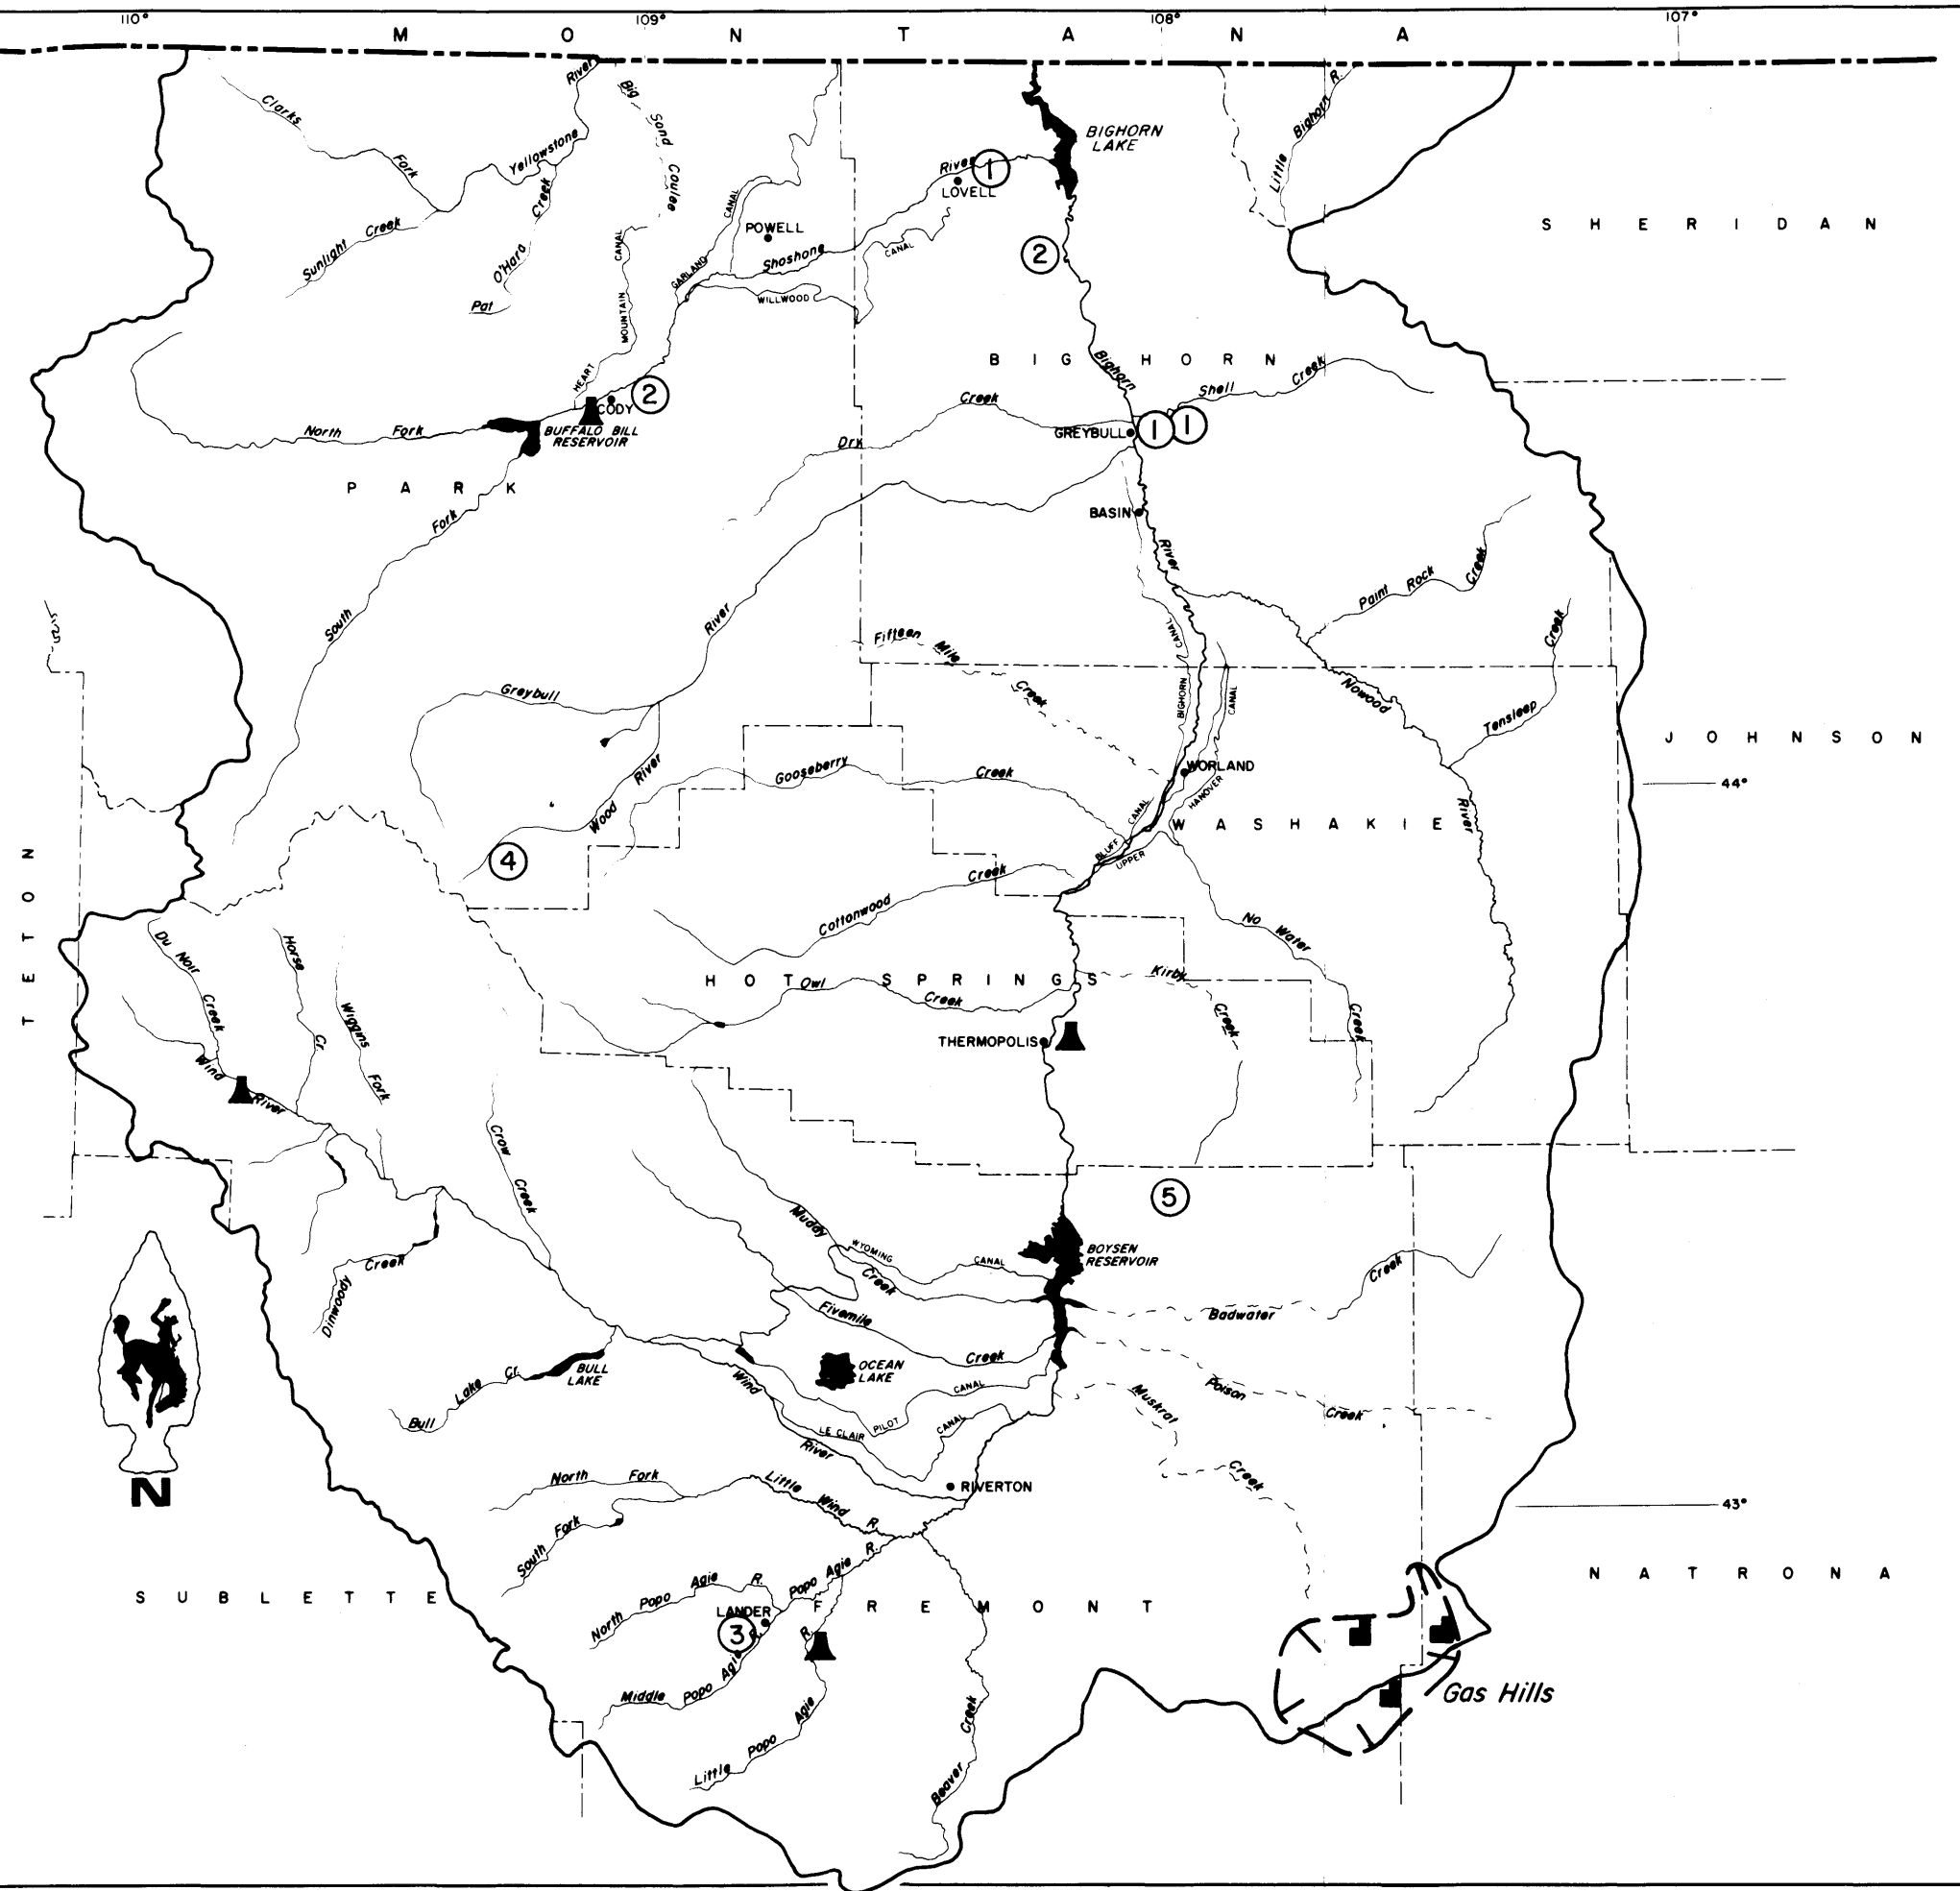 110° 109° 108° 107°
M O N T A N A
Clarks Fork
Yellowstone River
Big Sand Coulee
Sunlight Creek
Pat O'Hara Creek
BIGHORN LAKE
Little Bighorn R.
River
1
LOVELL
CANAL
POWELL
Shoshone
CANAL
GARLAND
WILLWOOD
HEART MOUNTAIN CANAL
2
S H E R I D A N
B I G H O R N
Bighorn
Shell Creek
2
CODY
BUFFALO BILL RESERVOIR
North Fork
Dry Creek
GREYBULL
1
1
P A R K
South Fork
BASIN
River
Paint Rock Creek
River
Fifteen Mile Creek
CANAL
BIGHORN
CANAL
Creek
Tensleep
Nowood
River
Greybull
Wood River
Gooseberry Creek
WORLAND
HANOVER
CANAL
BLUFF
UPPER
J O H N S O N
44°
W A S H A K I E
4
T E T O N
Cottonwood Creek
No Water Creek
Du Noir Creek
Horse Cr.
Wiggins Fork
H O T S P R I N G S
Owl Creek
Kirby Creek
THERMOPOLIS
Wind River
Crow Creek
5
Muddy Creek
WYOMING CANAL
BOYSEN RESERVOIR
Dinwoody Creek
Badwater Creek
Fivemile Creek
OCEAN LAKE
BULL LAKE
Bull Lake Cr.
Wind River
PILOT CANAL
LE CLAIR CANAL
Muskrat Creek
Poison Creek
N
North Fork
Little Wind R.
RIVERTON
South Fork
43°
S U B L E T T E
North Popo Agie R.
Popo Agie R.
LANDER
3
F R E M O N T
N A T R O N A
Middle Popo Agie R.
Little Popo Agie R.
Beaver Creek
Gas Hills